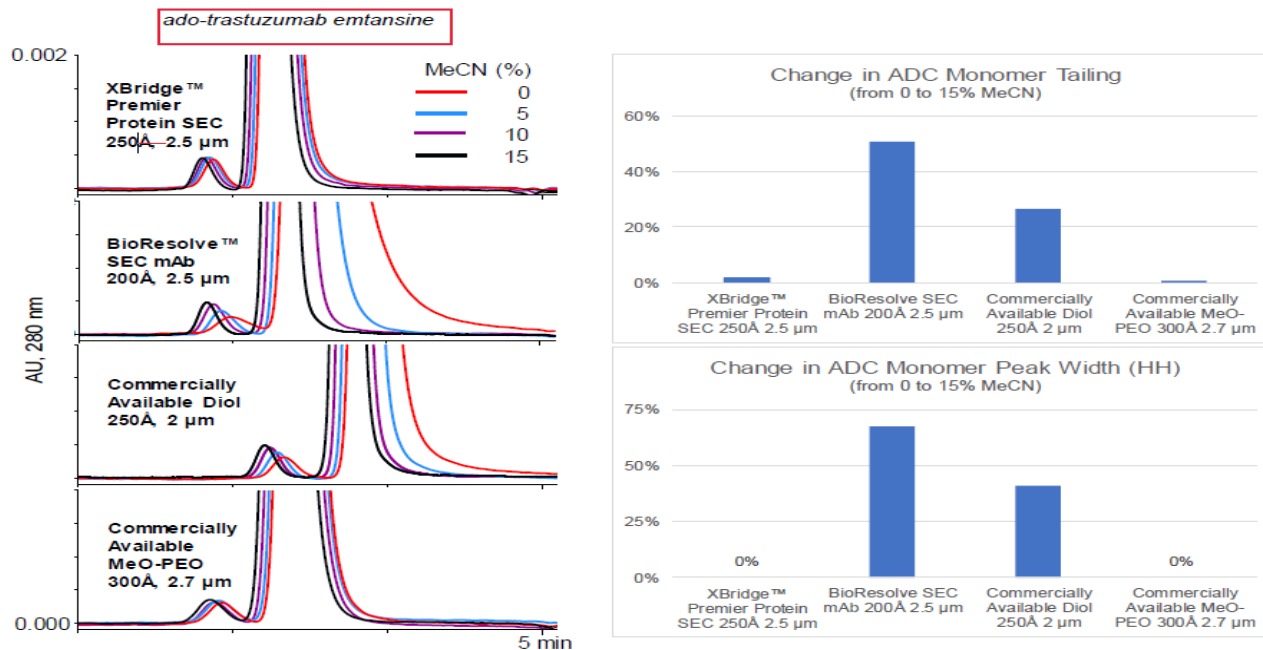 ado-trastuzumab emtansine
0.002
XBridge™
Premier
Protein SEC
250Å, 2.5 µm
MeCN (%)
0
5
10
15
BioResolve™
SEC mAb
200Å, 2.5 µm
Commercially
Available Diol
250Å, 2 µm
Commercially
Available
MeO-PEO
300Å, 2.7 µm
AU, 280 nm
0.000
5 min
Change in ADC Monomer Tailing
(from 0 to 15% MeCN)
60%
40%
20%
0%
XBridge™
Premier Protein
SEC 250Å 2.5 µm
BioResolve SEC
mAb 200Å 2.5 µm
Commercially
Available Diol
250Å 2 µm
Commercially
Available MeO-
PEO 300Å 2.7 µm
Change in ADC Monomer Peak Width (HH)
(from 0 to 15% MeCN)
75%
50%
25%
0%
0%
0%
XBridge™
Premier Protein
SEC 250Å 2.5 µm
BioResolve SEC
mAb 200Å 2.5 µm
Commercially
Available Diol
250Å 2 µm
Commercially
Available MeO-
PEO 300Å 2.7 µm